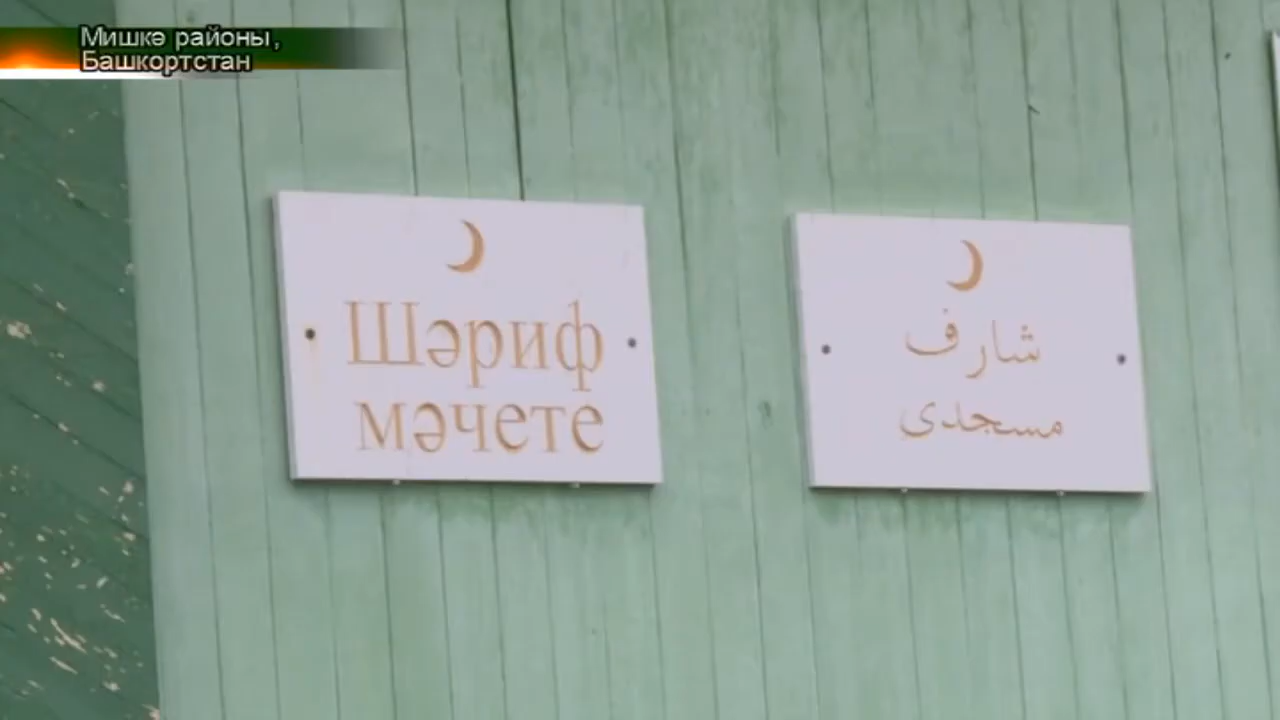 Мишкә районы,
Башкортстан
Шәриф
мәчете
شارف
مسجدى